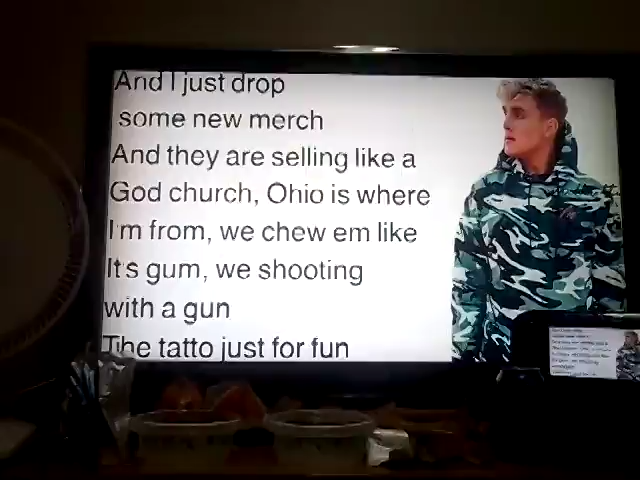 And I just drop
some new merch
And they are selling like a
God church, Ohio is where
I'm from, we chew em like
It's gum, we shooting
with a gun
The tatto just for fun